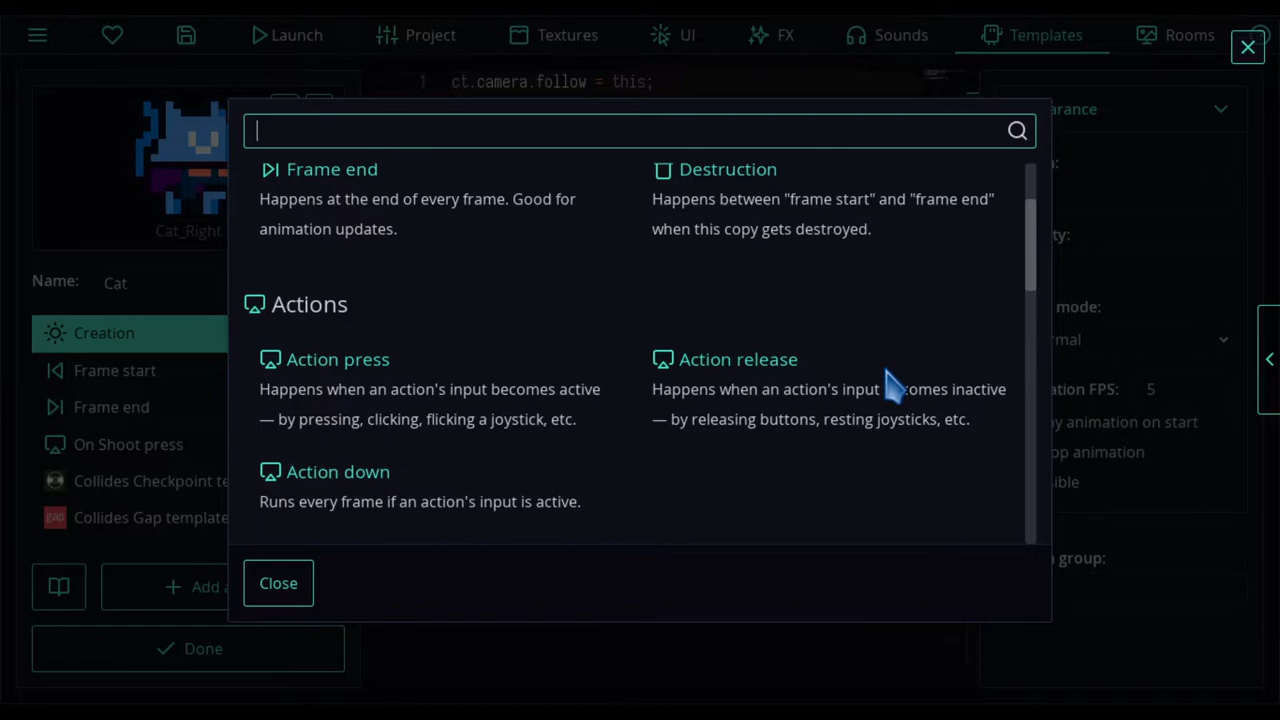 Launch
Project
Textures
UI
FX
Sounds
Templates
Rooms
1 ct.camera.follow = this;
Cat_Right
Name: Cat
Creation
Frame start
Frame end
On Shoot press
Collides Checkpoint te
Collides Gap template
Add a
Done
Frame end
Happens at the end of every frame. Good for
animation updates.
Destruction
Happens between "frame start" and "frame end"
when this copy gets destroyed.
Actions
Action press
Happens when an action's input becomes active
— by pressing, clicking, flicking a joystick, etc.
Action release
Happens when an action's input comes inactive
— by releasing buttons, resting joysticks, etc.
Action down
Runs every frame if an action's input is active.
Close
arance
ty:
mode:
mal
ion FPS: 5
y animation on start
op animation
ible
group: